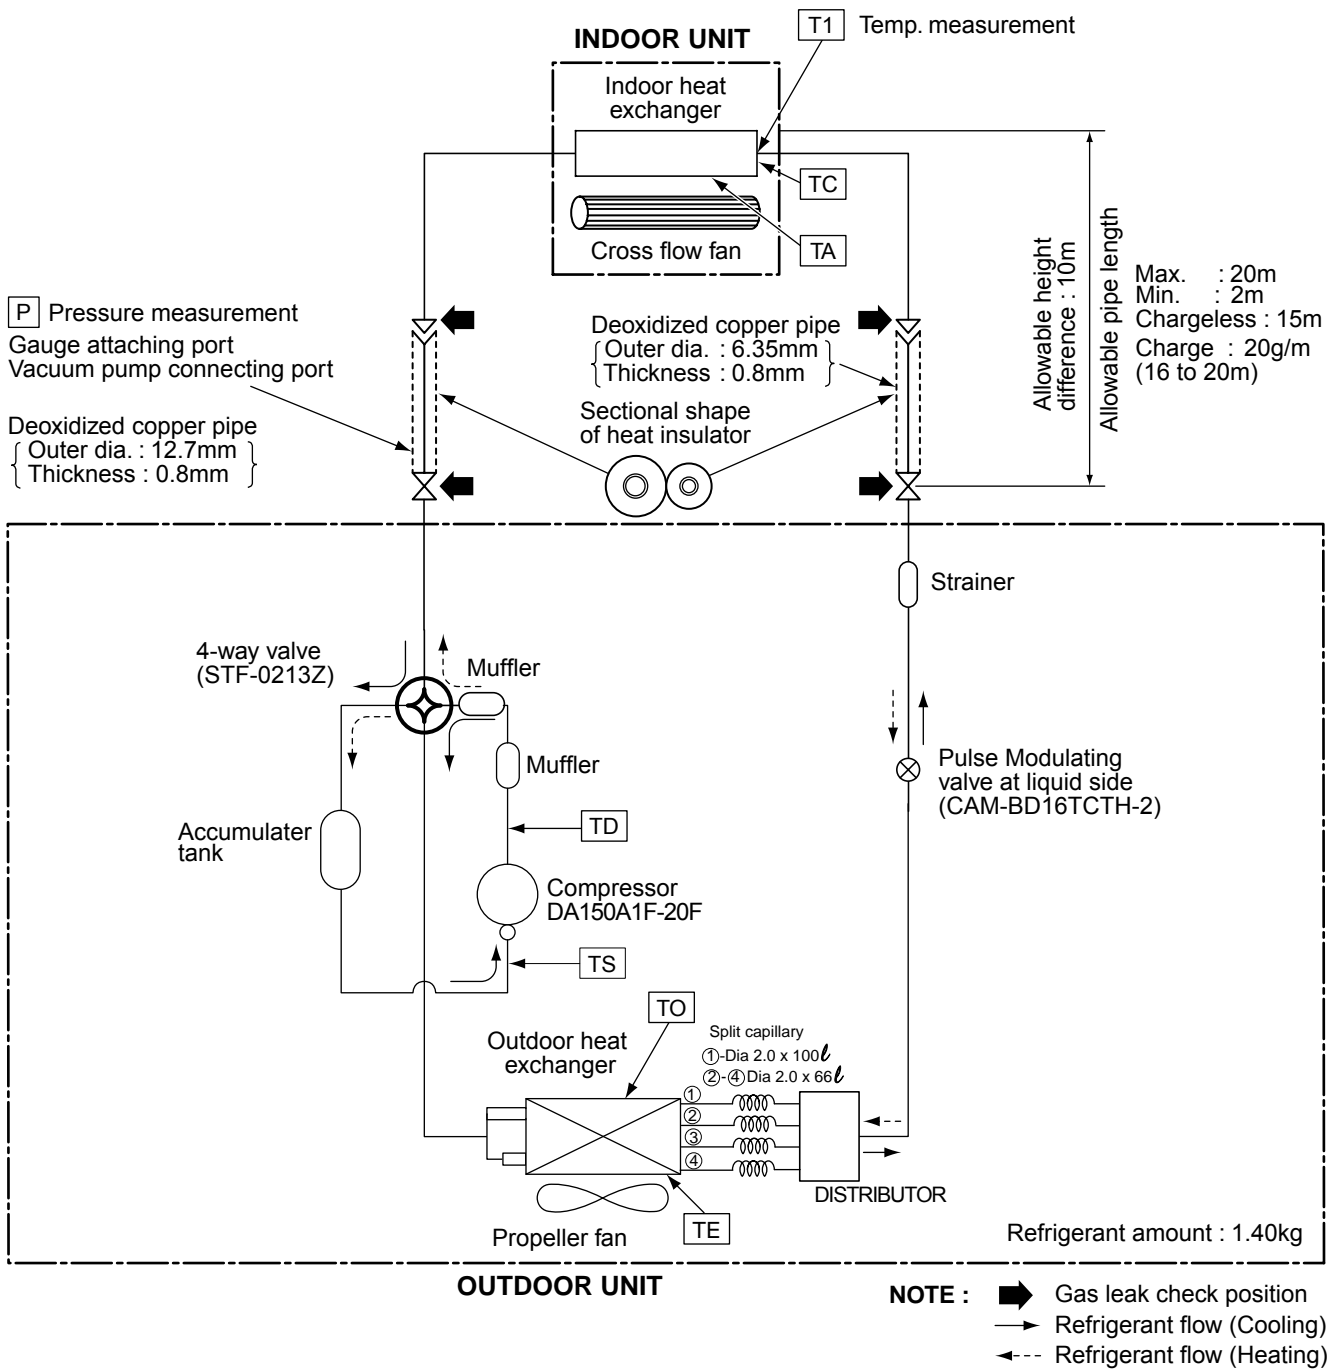 T1 Temp. measurement
INDOOR UNIT
Indoor heat
exchanger
TC
Cross flow fan
TA
Allowable height
difference : 10m
Allowable pipe length
Max. : 20m
Min. : 2m
Chargeless : 15m
Charge : 20g/m
(16 to 20m)
P Pressure measurement
Gauge attaching port
Vacuum pump connecting port
Deoxidized copper pipe
Outer dia. : 12.7mm
Thickness : 0.8mm
Deoxidized copper pipe
Outer dia. : 6.35mm
Thickness : 0.8mm
Sectional shape
of heat insulator
Strainer
4-way valve
(STF-0213Z)
Muffler
Muffler
Pulse Modulating
valve at liquid side
(CAM-BD16TCTH-2)
TD
Accumulater
tank
Compressor
DA150A1F-20F
TS
TO
Outdoor heat
exchanger
Split capillary
①-Dia 2.0 x 100ℓ
②-④Dia 2.0 x 66ℓ
①
②
③
④
DISTRIBUTOR
TE
Propeller fan
Refrigerant amount : 1.40kg
OUTDOOR UNIT
NOTE : Gas leak check position
Refrigerant flow (Cooling)
Refrigerant flow (Heating)